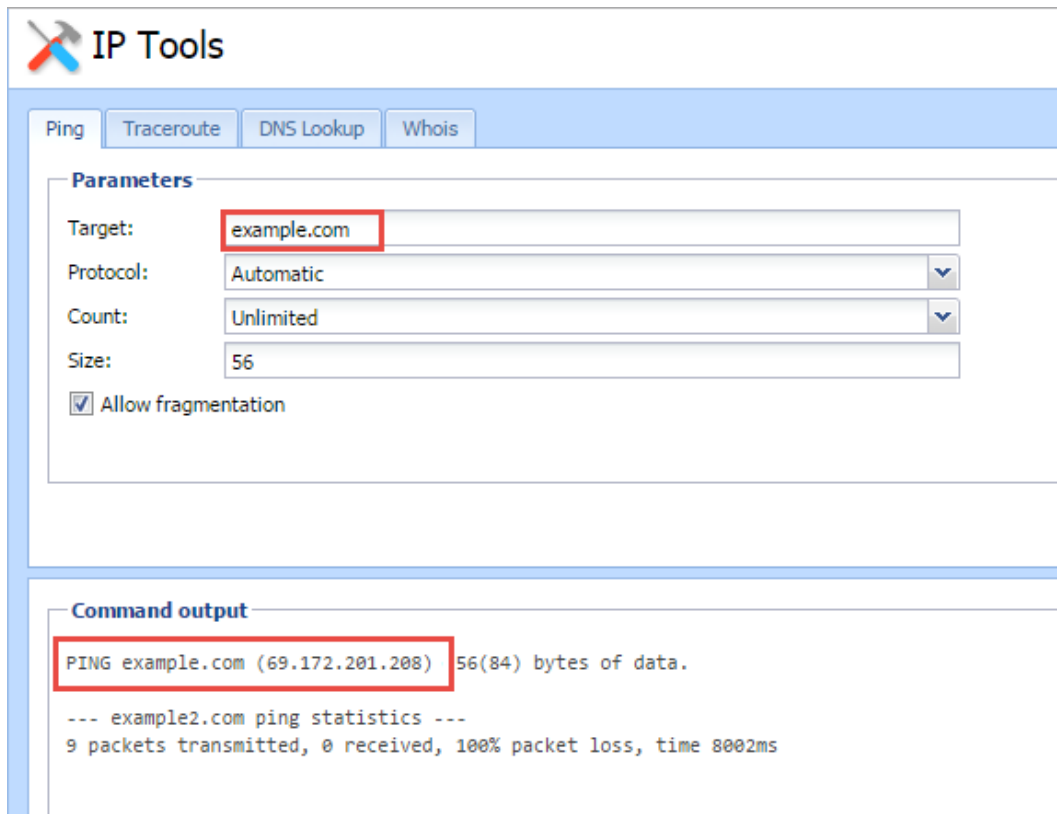 IP Tools
Ping Traceroute DNS Lookup Whois
Parameters
Target: example.com
Protocol: Automatic
Count: Unlimited
Size: 56
Allow fragmentation
Command output
PING example.com (69.172.201.208) 56(84) bytes of data.
--- example2.com ping statistics ---
9 packets transmitted, 0 received, 100% packet loss, time 8002ms